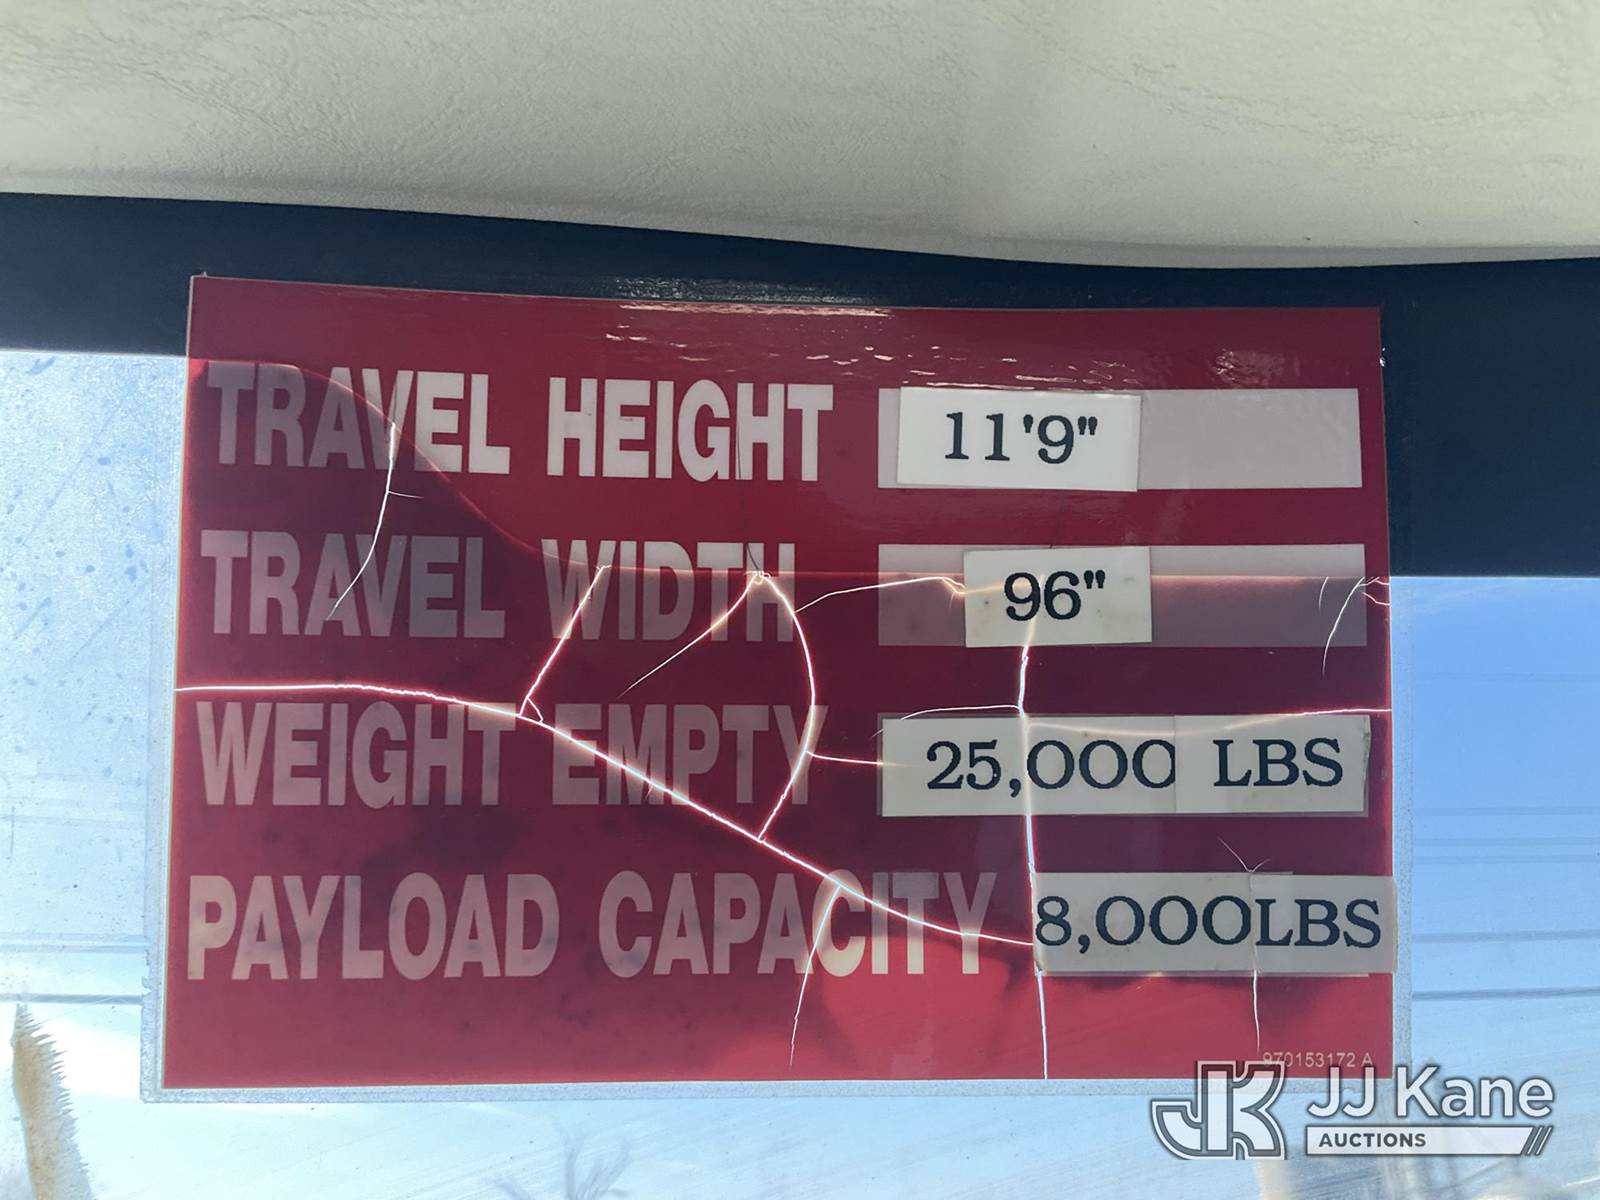 TRAVEL HEIGHT 11'9"
TRAVEL WIDTH 96"
WEIGHT EMPTY 25,000 LBS
PAYLOAD CAPACITY 8,000LBS
970153172 A
JK JJ Kane
AUCTIONS